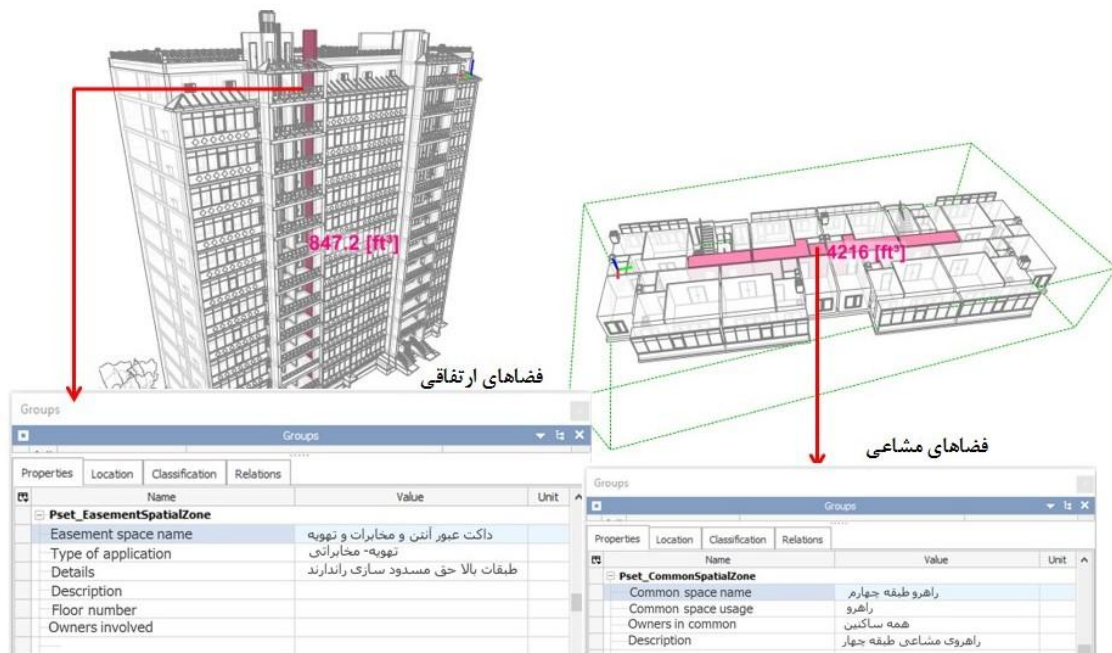 847.2 [ft³]
4216 [ft³]
فضاهای ارتفاقی
فضاهای مشاعی
Groups
Groups
Properties Location Classification Relations
Name Value Unit
Pset_EasementSpatialZone
Easement space name داکت عبور آنتن و مخابرات و تهویه
Type of application تهویه- مخابراتی
Details طبقات بالا حق مسدود سازی راندارند
Description
Floor number
Owners involved
Groups
Groups
Properties Location Classification Relations
Name Value Unit
Pset_CommonSpatialZone
Common space name راهرو طبقه چهارم
Common space usage راهرو
Owners in common همه ساکنین
Description راهروی مشاعی طبقه چهار